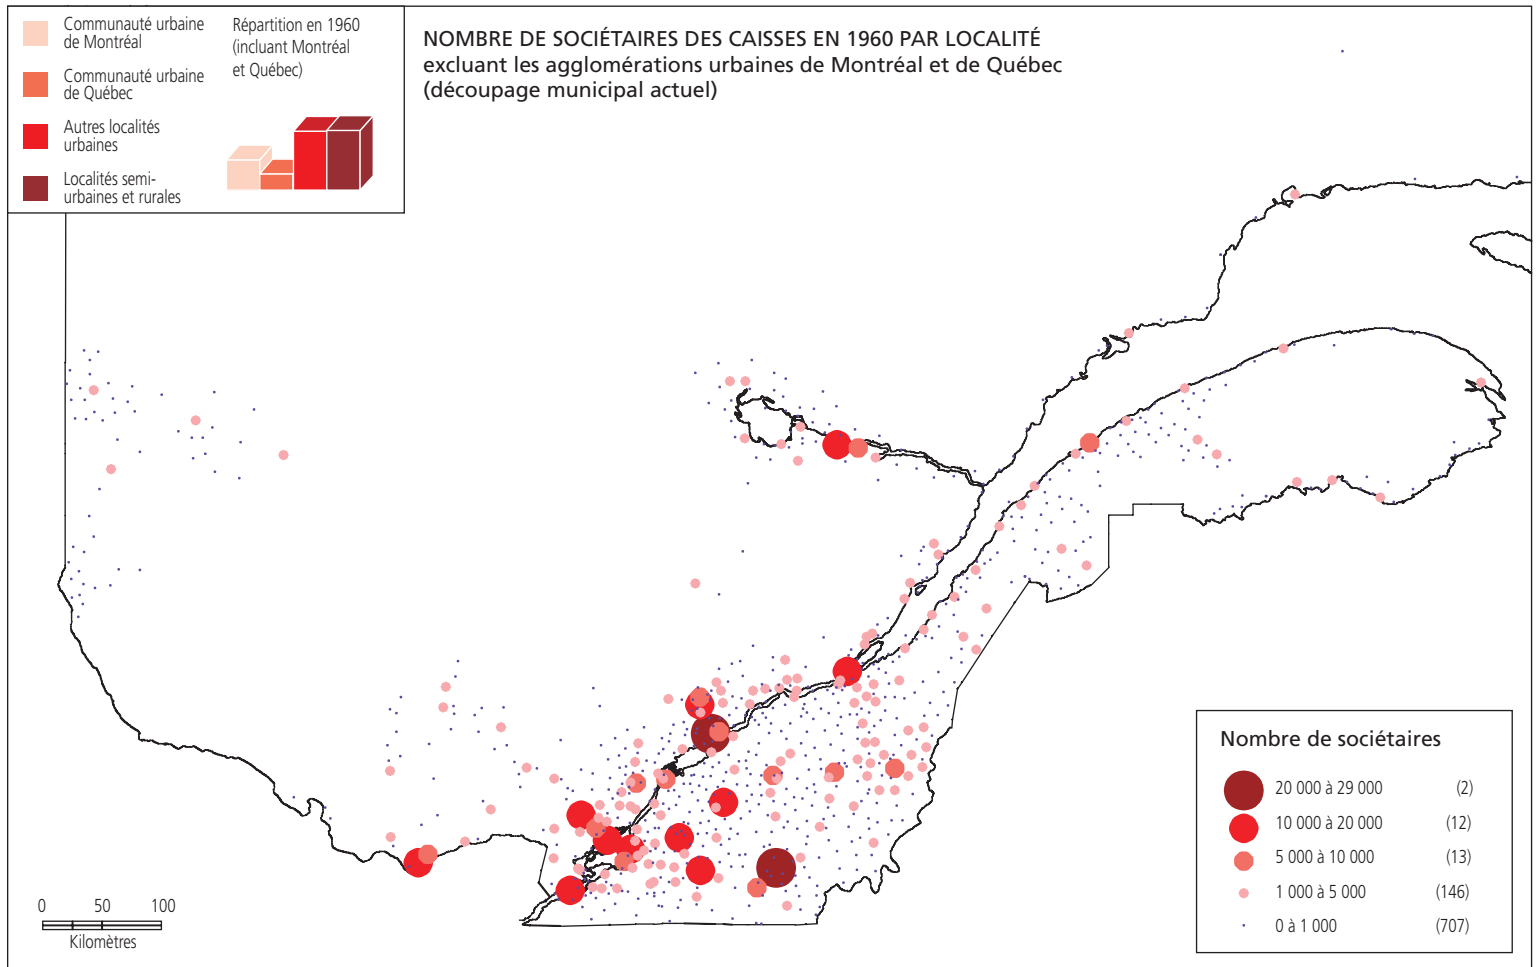 Communauté urbaine
de Montréal
Communauté urbaine
de Québec
Autres localités
urbaines
Localités semi-
urbaines et rurales
Répartition en 1960
(incluant Montréal
et Québec)
NOMBRE DE SOCIÉTAIRES DES CAISSES EN 1960 PAR LOCALITÉ
excluant les agglomérations urbaines de Montréal et de Québec
(découpage municipal actuel)
Nombre de sociétaires
20 000 à 29 000 (2)
10 000 à 20 000 (12)
5 000 à 10 000 (13)
1 000 à 5 000 (146)
0 à 1 000 (707)
0 50 100
Kilomètres